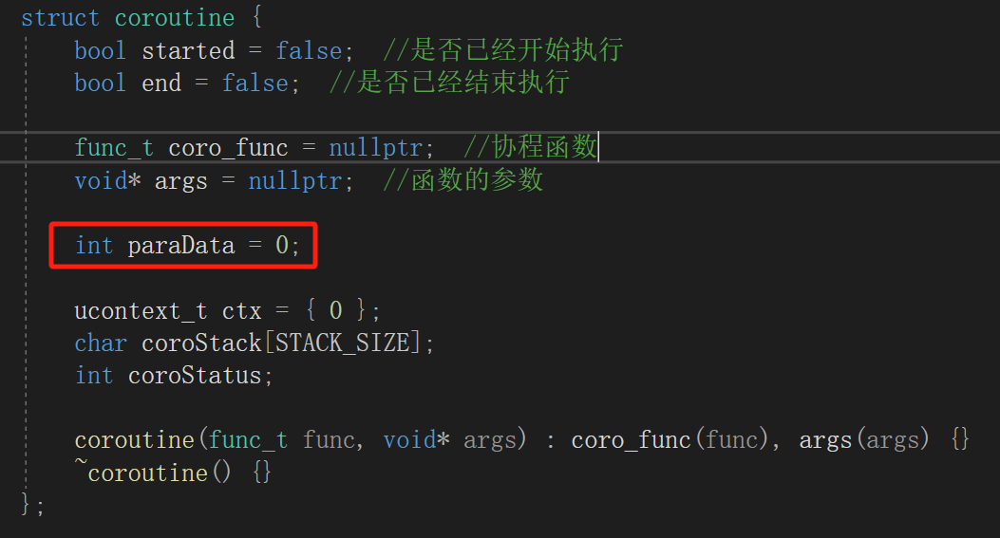 struct coroutine {
bool started = false;  //是否已经开始执行
bool end = false;  //是否已经结束执行
func_t coro_func = nullptr;  //协程函数
void* args = nullptr;  //函数的参数
int paraData = 0;
ucontext_t ctx = { 0 };
char coroStack[STACK_SIZE];
int coroStatus;
coroutine(func_t func, void* args) : coro_func(func), args(args) {}
~coroutine() {}
};